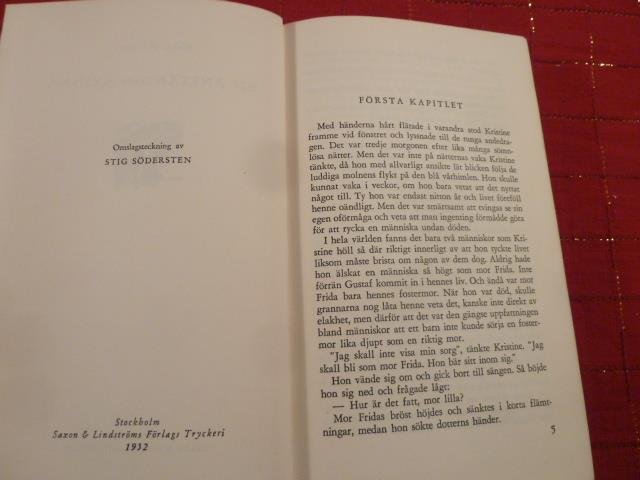 Omslagsteckning av
STIG SÖDERSTEN
Stockholm
Saxon & Lindströms Förlags Tryckeri
1932
FÖRSTA KAPITLET
Med händerna hårt flätade i varandra stod Kristine
framme vid fönstret och lyssnade till de tunga andedra-
gen. Det var tredje morgonen efter lika många sömn-
lösa nätter. Men det var inte på nätternas vaka Kristine
tänkte, då hon med allvarligt ansikte lät blicken följa de
luddiga molnens flykt på den blå vårhimlen. Hon skulle
kunnat vaka i veckor, om hon bara vetat att det nyttat
något till. Ty hon var endast nitton år och livet föreföll
henne oändligt. Men det var smärtsamt att tvingas se sin
egen oförmåga och veta att man ingenting förmådde göra
för att rycka en människa undan döden.
I hela världen fanns det bara två människor som Kri-
stine höll så där riktigt innerligt av att hon tyckte livet
liksom måste brista om någon av dem dog. Aldrig hade
hon älskat en människa så högt som mor Frida. Inte
förrän Gustaf kommit in i hennes liv. Och ändå var mor
Frida bara hennes fostermor. När hon var död, skulle
grannarna nog låta henne veta det, kanske inte direkt av
elakhet, men därför att det var den gängse uppfattningen
bland människor att ett barn inte kunde sörja en foster-
mor lika djupt som en riktig mor.
"Jag skall inte visa min sorg", tänkte Kristine. "Jag
skall bli som mor Frida. Hon bär sitt inom sig."
Hon vände sig om och gick bort till sängen. Så böjde
hon sig ned och frågade lågt:
— Hur är det fatt, mor lilla?
Mor Fridas bröst höjdes och sänktes i korta flämt-
ningar, medan hon sökte dotterns händer.
5